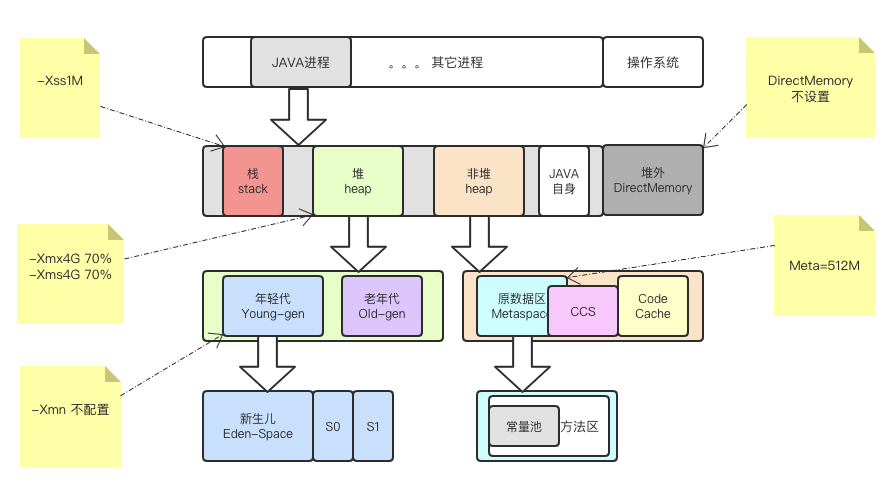 JAVA进程
。。。 其它进程
操作系统
–Xss1M
DirectMemory
不设置
栈
stack
堆
heap
非堆
heap
JAVA
自身
堆外
DirectMemory
–Xmx4G 70%
–Xms4G 70%
Meta=512M
年轻代
Young–gen
老年代
Old–gen
原数据区
Metaspace
CCS
Code
Cache
–Xmn 不配置
新生儿
Eden–Space
S0
S1
常量池
方法区